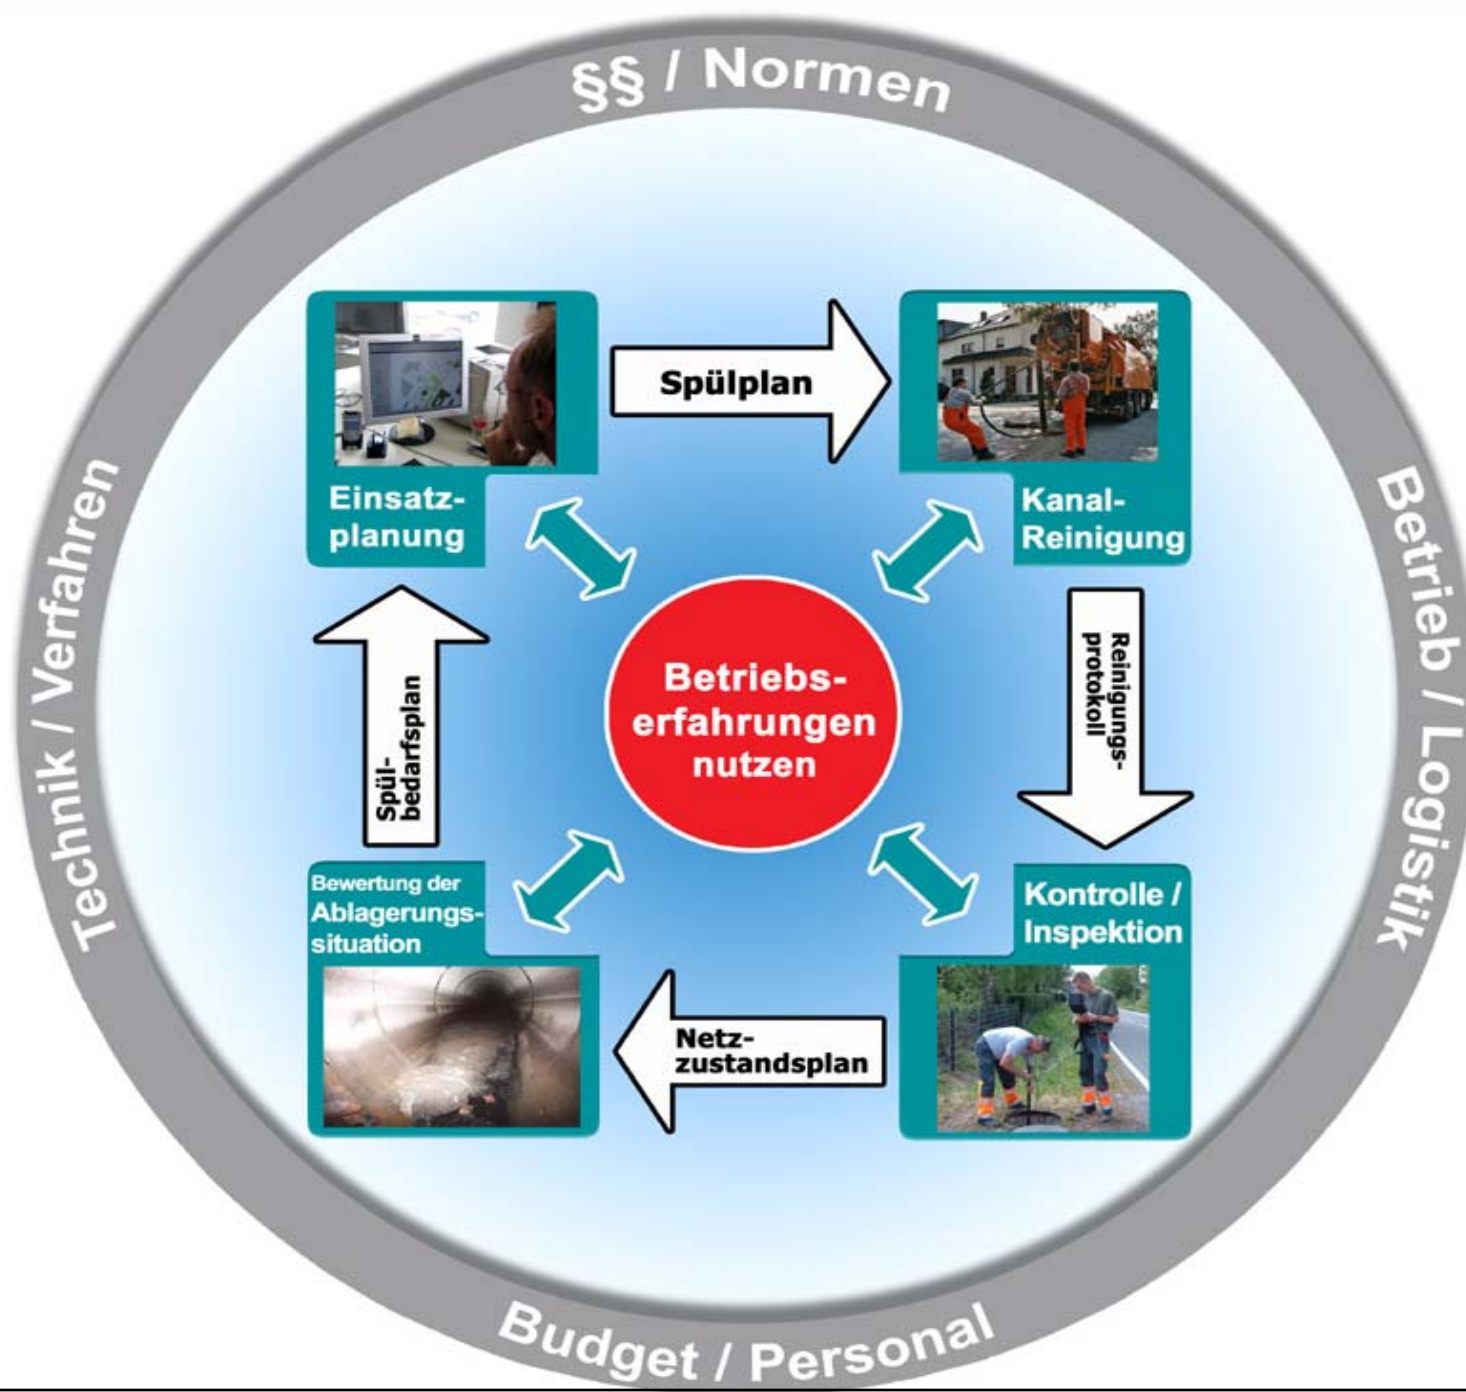 §§ / Normen
Technik / Verfahren
Betrieb / Logistik
Einsatz-
planung
Spülplan
Kanal-
Reinigung
Betriebs-
erfahrungen
nutzen
Spül-
bedarfsplan
Reinigungs-
protokoll
Bewertung der
Ablagerungs-
situation
Netz-
zustandsplan
Kontrolle /
Inspektion
Budget / Personal